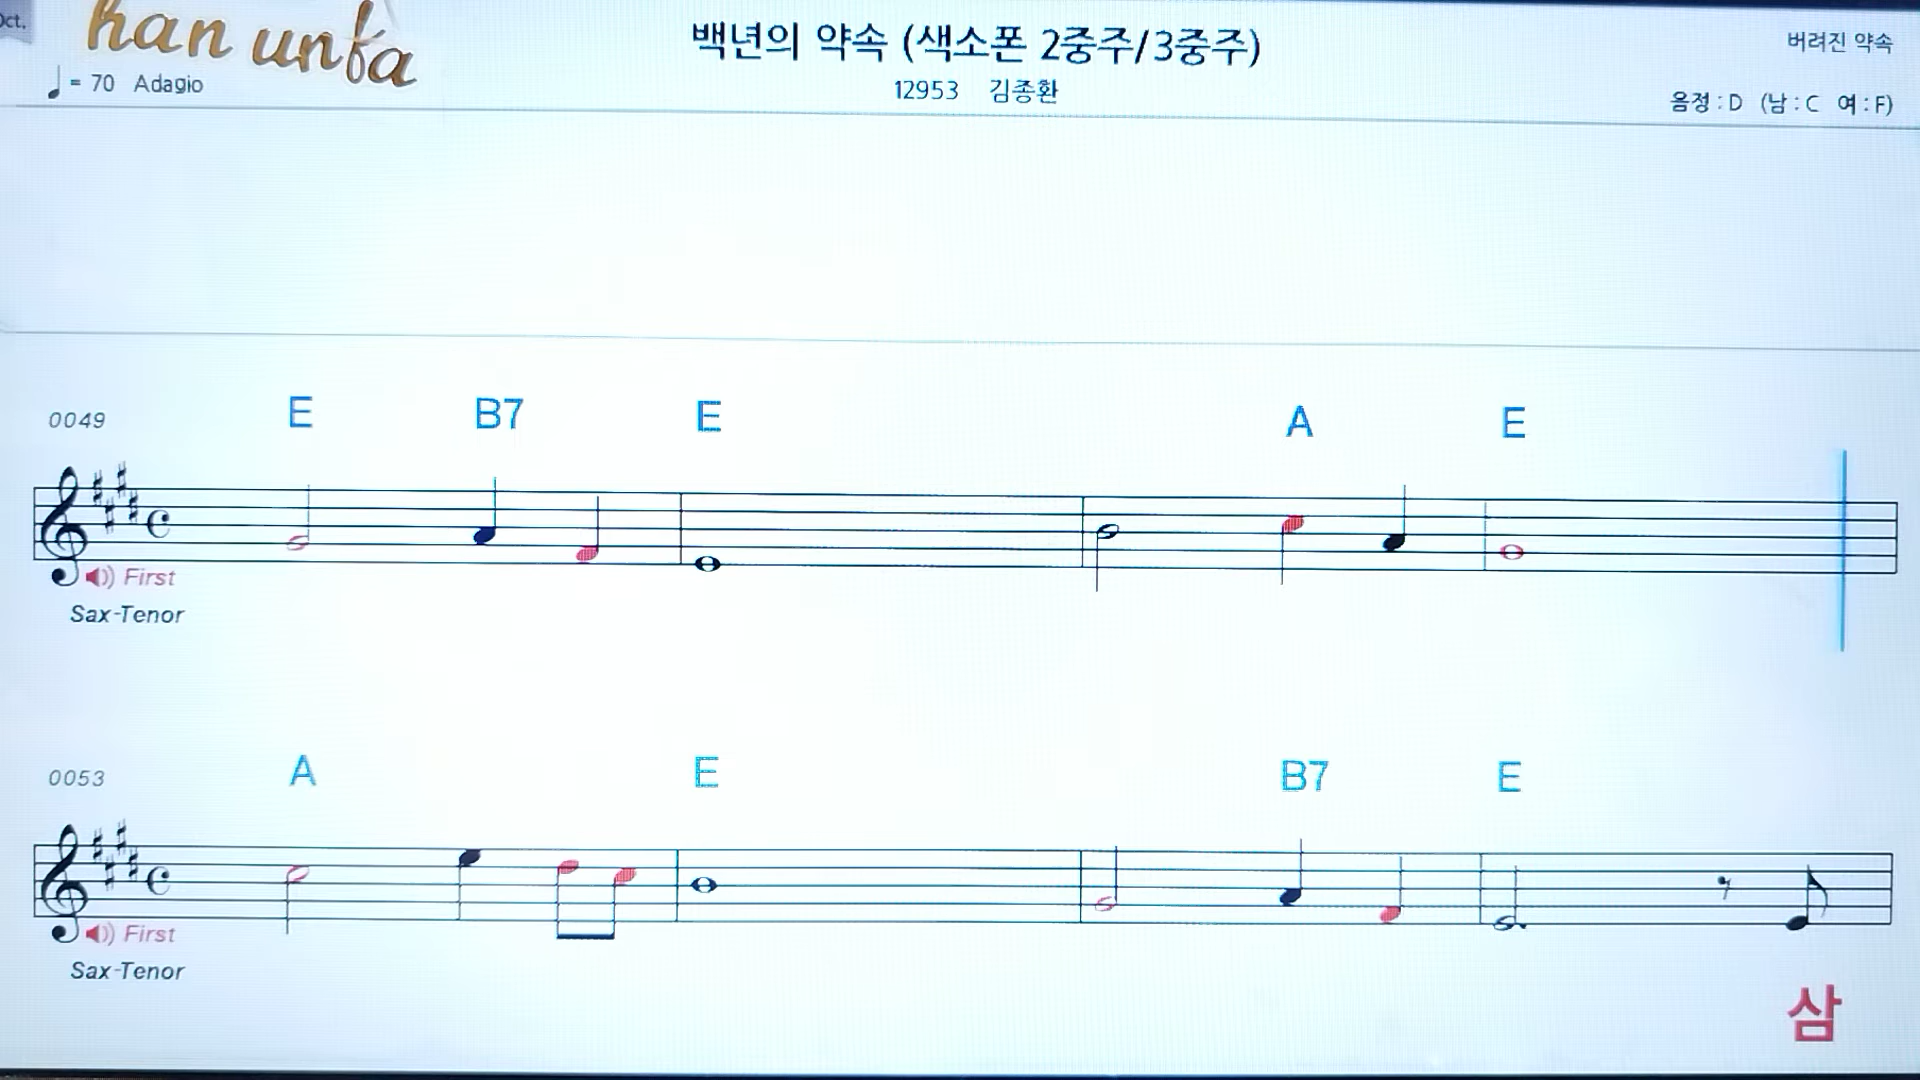 Oct.
han unfa
백년의 약속 (색소폰 2중주/3중주)
버려진 약속
= 70 Adagio
12953 김종환
음정 : D (남 : C 여 : F)
0049 E B7 E A E
First
Sax-Tenor
0053 A E B7 E
First
Sax-Tenor
삼